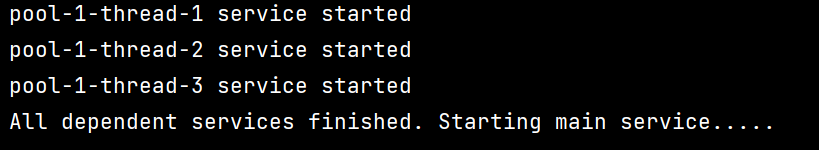 pool-1-thread-1 service started
pool-1-thread-2 service started
pool-1-thread-3 service started
All dependent services finished. Starting main service.....